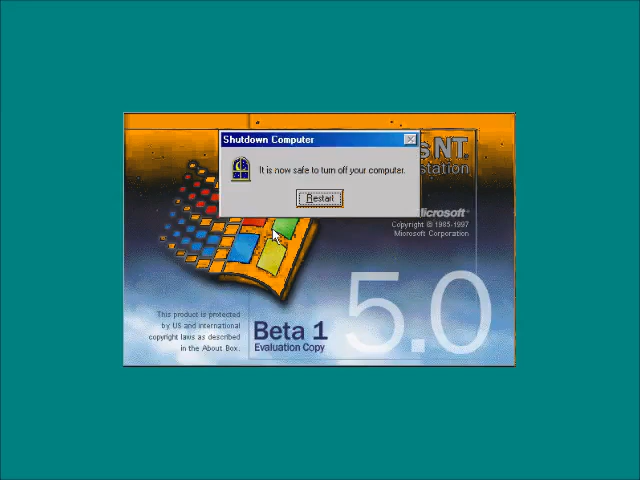 Shutdown Computer
It is now safe to turn off your computer.
Restart
sNT
station
Microsoft
Copyright © 1985-1997
Microsoft Corporation
This product is protected
by US and international
copyright laws as described
in the About Box.
Beta 1
Evaluation Copy
5.0